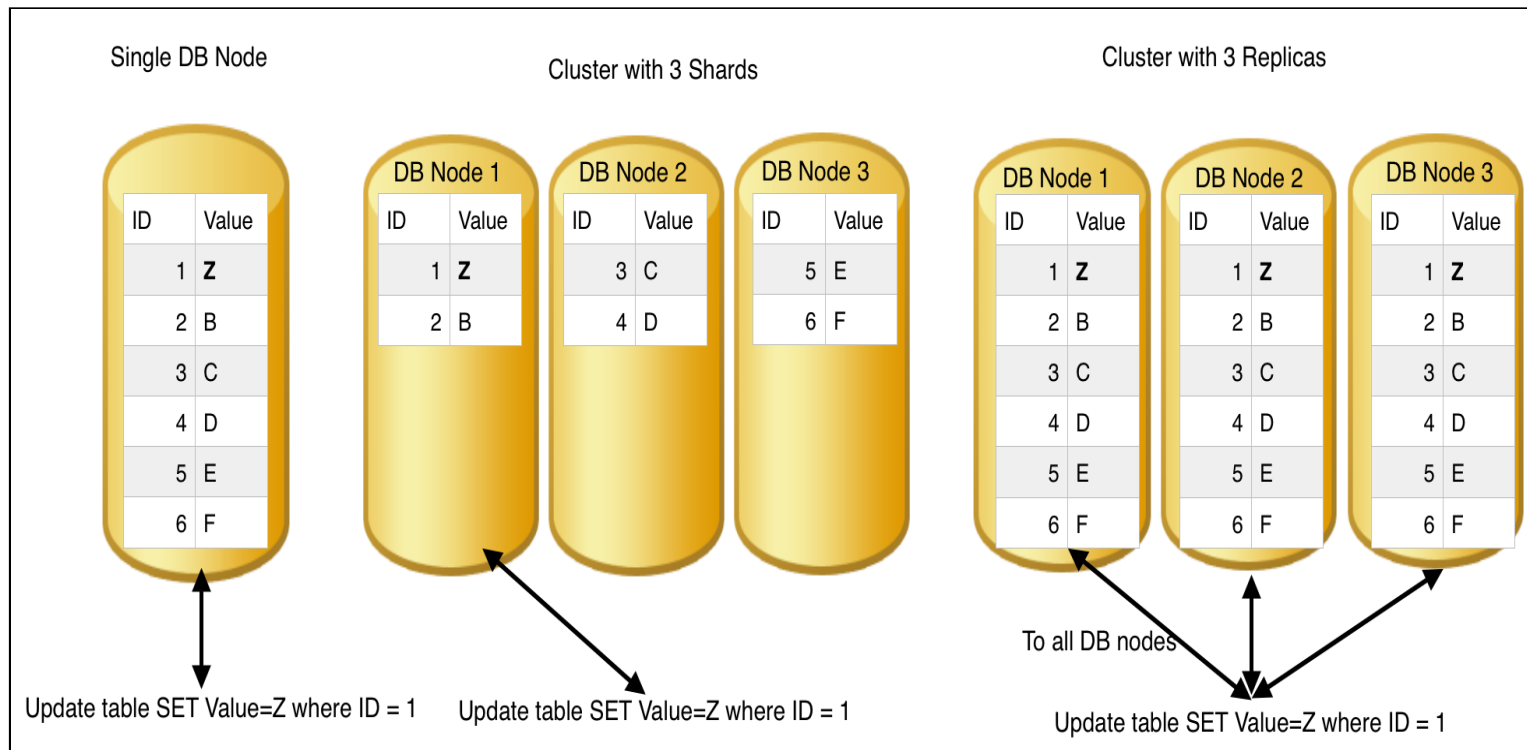 Single DB Node
ID Value
1 Z
2 B
3 C
4 D
5 E
6 F
Update table SET Value=Z where ID = 1
Cluster with 3 Shards
DB Node 1
ID Value
1 Z
2 B
DB Node 2
ID Value
3 C
4 D
DB Node 3
ID Value
5 E
6 F
Update table SET Value=Z where ID = 1
Cluster with 3 Replicas
DB Node 1
ID Value
1 Z
2 B
3 C
4 D
5 E
6 F
DB Node 2
ID Value
1 Z
2 B
3 C
4 D
5 E
6 F
DB Node 3
ID Value
1 Z
2 B
3 C
4 D
5 E
6 F
To all DB nodes
Update table SET Value=Z where ID = 1